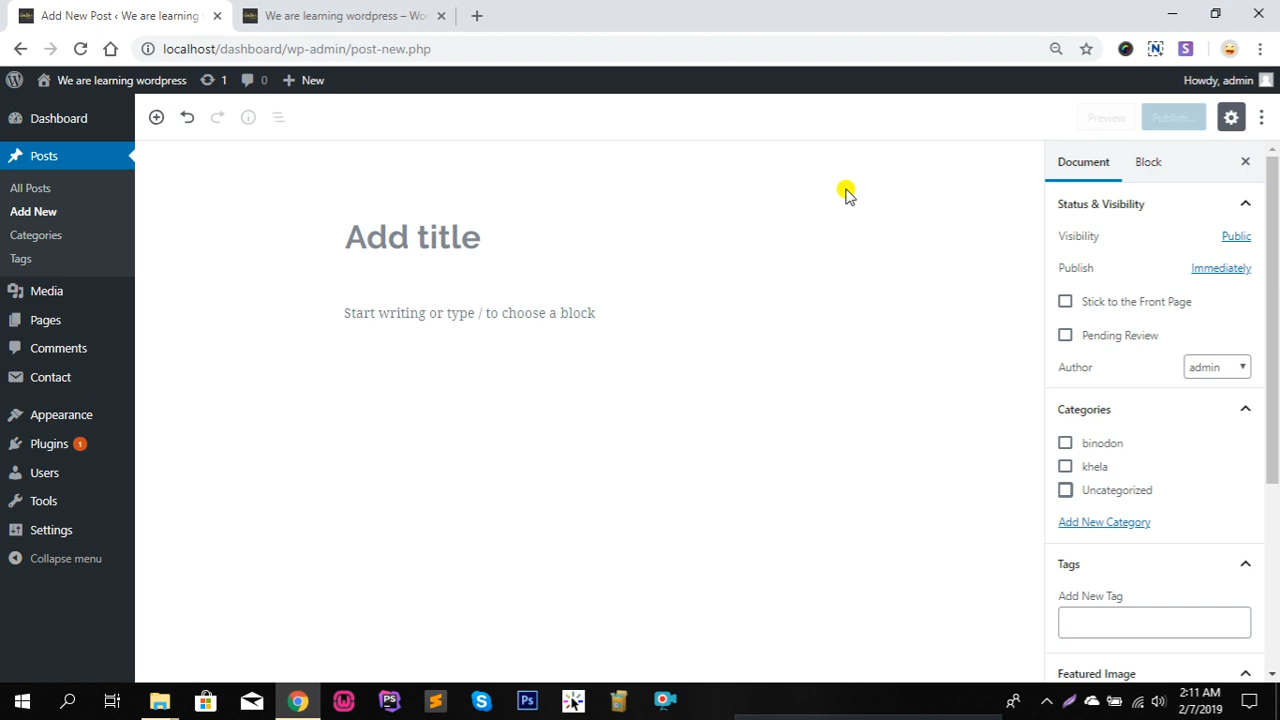 Add New Post ‹ We are learning
We are learning wordpress – Wor
localhost/dashboard/wp-admin/post-new.php
We are learning wordpress 1 0 New
Howdy, admin
Dashboard
Posts
All Posts
Add New
Categories
Tags
Media
Pages
Comments
Contact
Appearance
Plugins 1
Users
Tools
Settings
Collapse menu
Preview
Publish...
Add title
Start writing or type / to choose a block
Document Block
Status & Visibility
Visibility Public
Publish Immediately
Stick to the Front Page
Pending Review
Author admin
Categories
binodon
khela
Uncategorized
Add New Category
Tags
Add New Tag
Featured Image
2:11 AM
2/7/2019